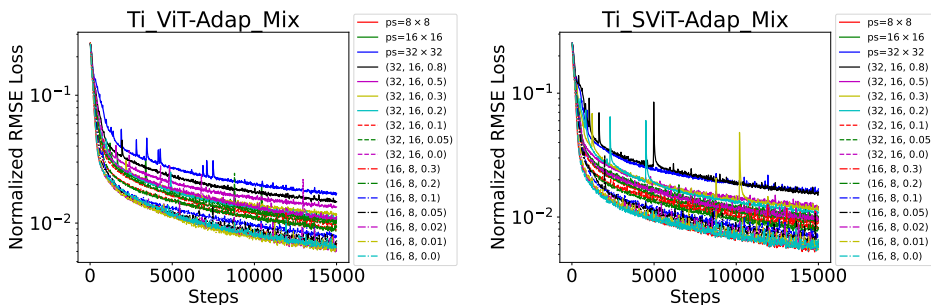 Ti_ViT-Adap_Mix
Normalized RMSE Loss
10⁻¹
10⁻²
0
5000
10000
15000
Steps
ps=8 × 8
ps=16 × 16
ps=32 × 32
(32, 16, 0.8)
(32, 16, 0.5)
(32, 16, 0.3)
(32, 16, 0.2)
(32, 16, 0.1)
(32, 16, 0.05)
(32, 16, 0.0)
(16, 8, 0.3)
(16, 8, 0.2)
(16, 8, 0.1)
(16, 8, 0.05)
(16, 8, 0.02)
(16, 8, 0.01)
(16, 8, 0.0)
Ti_SViT-Adap_Mix
Normalized RMSE Loss
10⁻¹
10⁻²
0
5000
10000
15000
Steps
ps=8 × 8
ps=16 × 16
ps=32 × 32
(32, 16, 0.8)
(32, 16, 0.5)
(32, 16, 0.3)
(32, 16, 0.2)
(32, 16, 0.1)
(32, 16, 0.05)
(32, 16, 0.0)
(16, 8, 0.3)
(16, 8, 0.2)
(16, 8, 0.1)
(16, 8, 0.05)
(16, 8, 0.02)
(16, 8, 0.01)
(16, 8, 0.0)